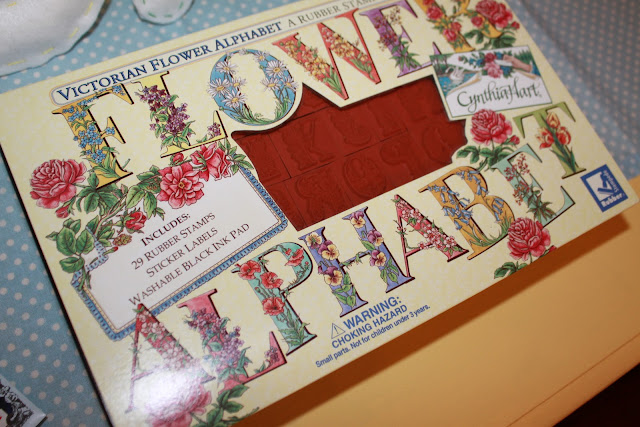 VICTORIAN FLOWER ALPHABET A RUBBER STAMP
FLOWER
Cynthia Hart
INCLUDES:
29 RUBBER STAMPS
STICKER LABELS
WASHABLE BLACK INK PAD
ALPHABET
WARNING:
CHOKING HAZARD
Small parts. Not for children under 3 years.